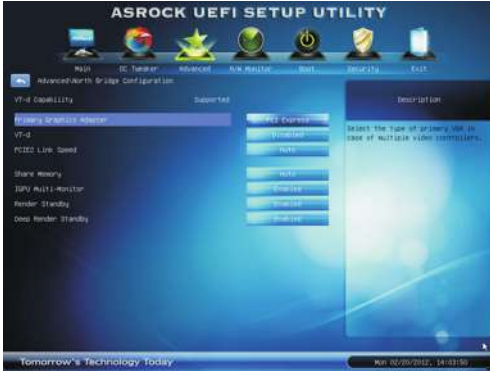 ASROCK UEFI SETUP UTILITY
Main OC Tweaker Advanced H/W Monitor Boot Security Exit
Advanced\North Bridge Configuration
VT-d Capability Supported
Description
Primary Graphics Adapter PCI Express
VT-d Disabled
PCIE2 Link Speed Auto
Select the type of primary VGA in
case of multiple video controllers.
Share Memory Auto
IGPU Multi-Monitor Enabled
Render Standby Enabled
Deep Render Standby Enabled
Tomorrow's Technology Today
Mon 02/20/2012, 14:03:50